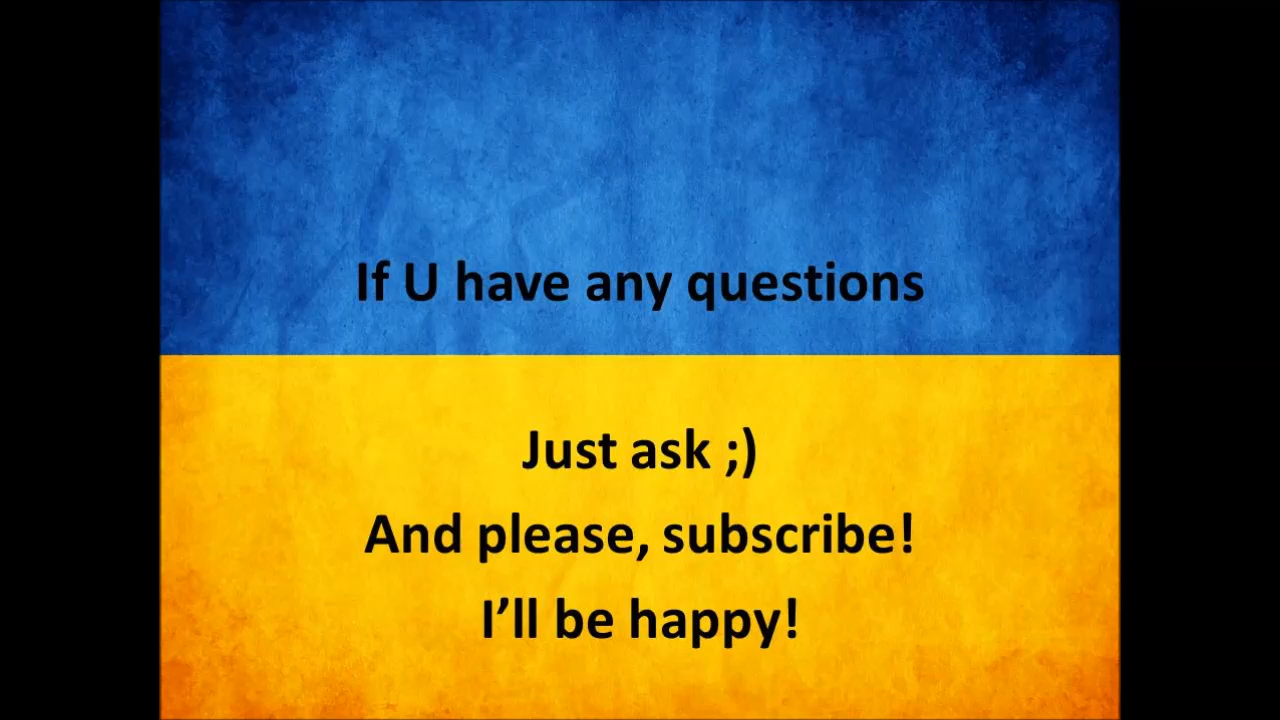 If U have any questions
Just ask ;)
And please, subscribe!
I’ll be happy!